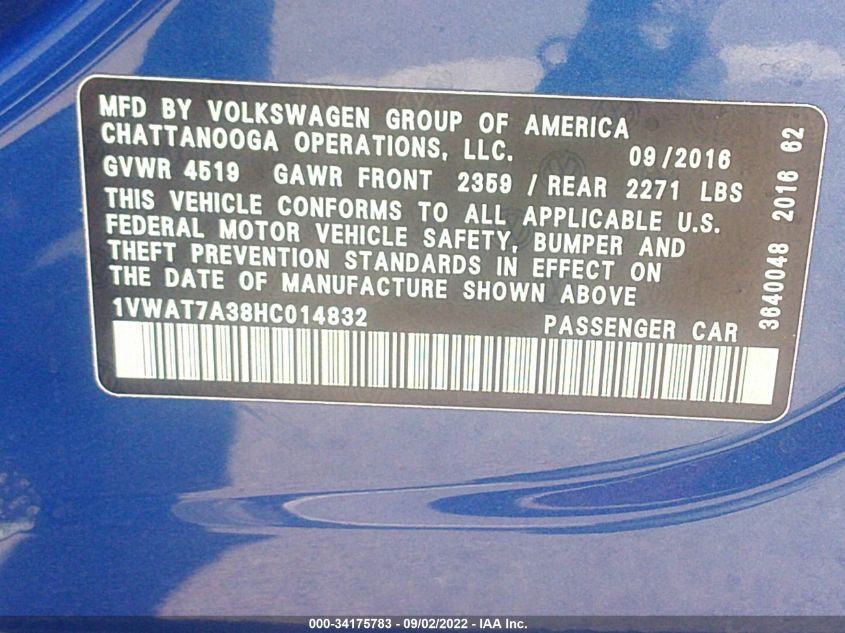 MFD BY VOLKSWAGEN GROUP OF AMERICA
CHATTANOOGA OPERATIONS, LLC. 09/2016
GVWR 4519 GAWR FRONT 2359 / REAR 2271 LBS
THIS VEHICLE CONFORMS TO ALL APPLICABLE U.S.
FEDERAL MOTOR VEHICLE SAFETY, BUMPER AND
THEFT PREVENTION STANDARDS IN EFFECT ON
THE DATE OF MANUFACTURE SHOWN ABOVE
1VWAT7A38HC014832 PASSENGER CAR
3640048 2016 62
000-34175783 - 09/02/2022 - IAA Inc.